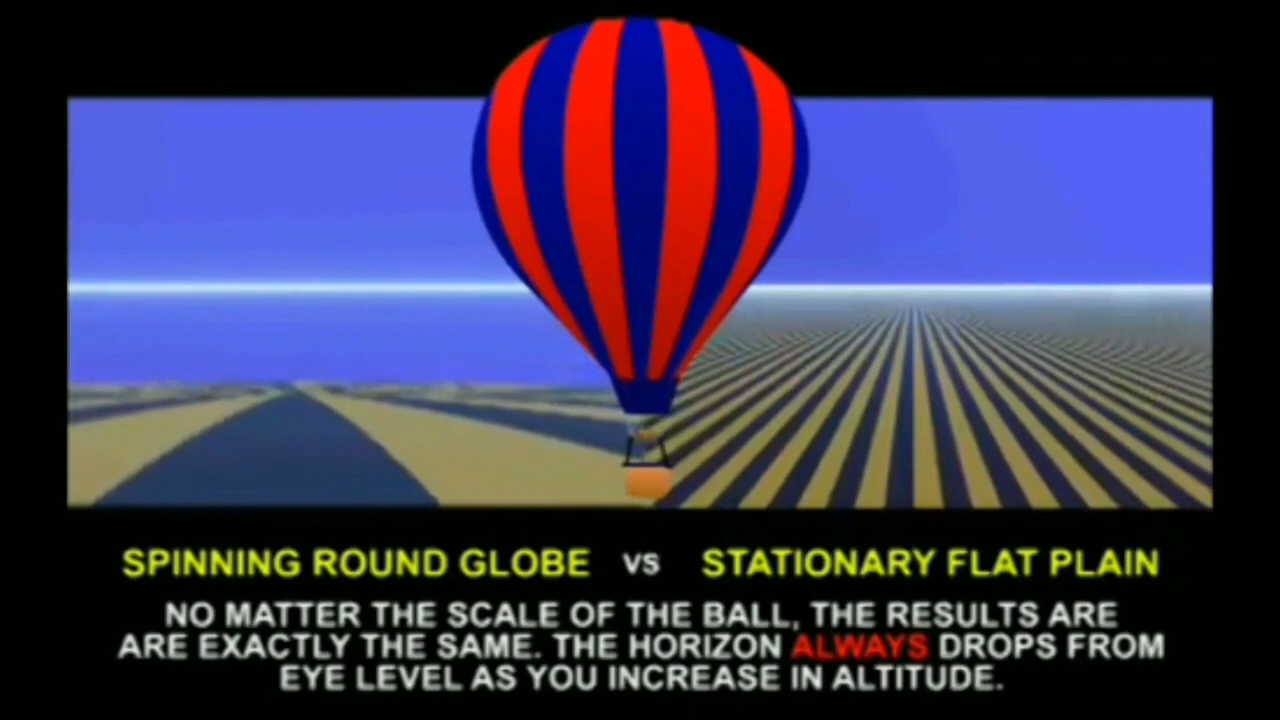 SPINNING ROUND GLOBE VS STATIONARY FLAT PLAIN
NO MATTER THE SCALE OF THE BALL, THE RESULTS ARE
ARE EXACTLY THE SAME. THE HORIZON ALWAYS DROPS FROM
EYE LEVEL AS YOU INCREASE IN ALTITUDE.